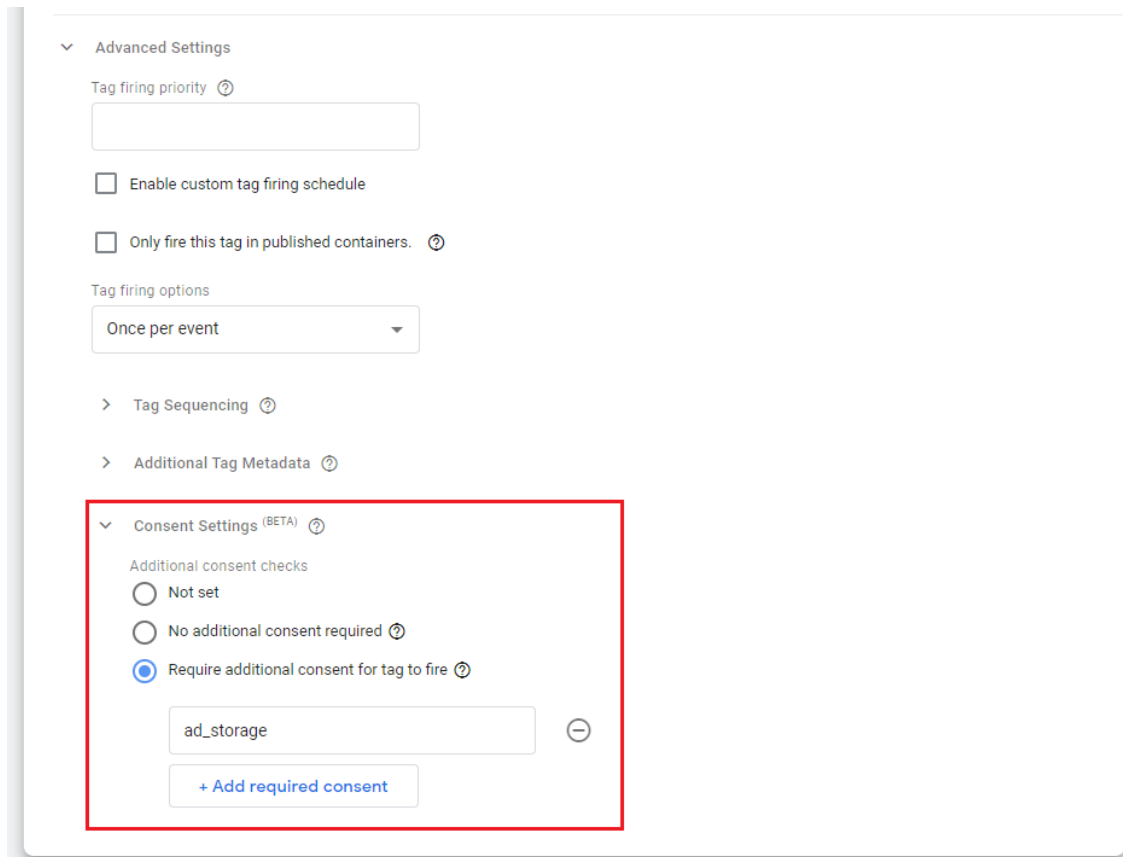 Advanced Settings
Tag firing priority
Enable custom tag firing schedule
Only fire this tag in published containers.
Tag firing options
Once per event
Tag Sequencing
Additional Tag Metadata
Consent Settings (BETA)
Additional consent checks
Not set
No additional consent required
Require additional consent for tag to fire
ad_storage
+ Add required consent